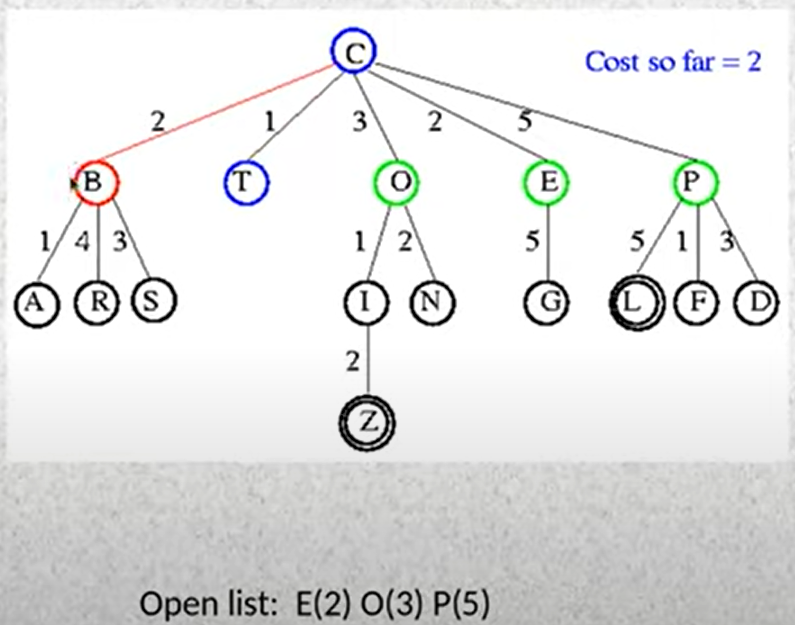 C
Cost so far = 2
2 1 3 2 5
B T O E P
1 4 3 1 2 5 5 1 3
A R S I N G L F D
2
Z
Open list: E(2) O(3) P(5)